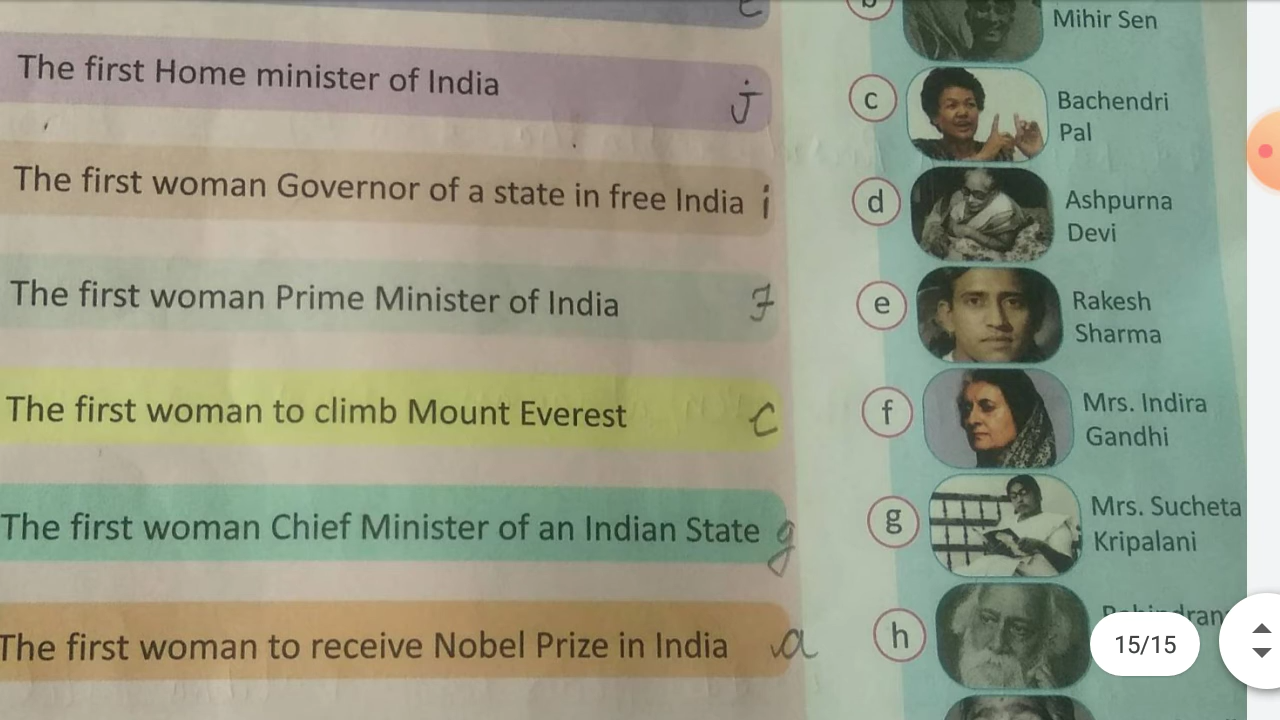 The first Home minister of India j
The first woman Governor of a state in free India i
The first woman Prime Minister of India f
The first woman to climb Mount Everest c
The first woman Chief Minister of an Indian State g
The first woman to receive Nobel Prize in India a
Mihir Sen
c Bachendri
Pal
d Ashpurna
Devi
e Rakesh
Sharma
f Mrs. Indira
Gandhi
g Mrs. Sucheta
Kripalani
h
15/15